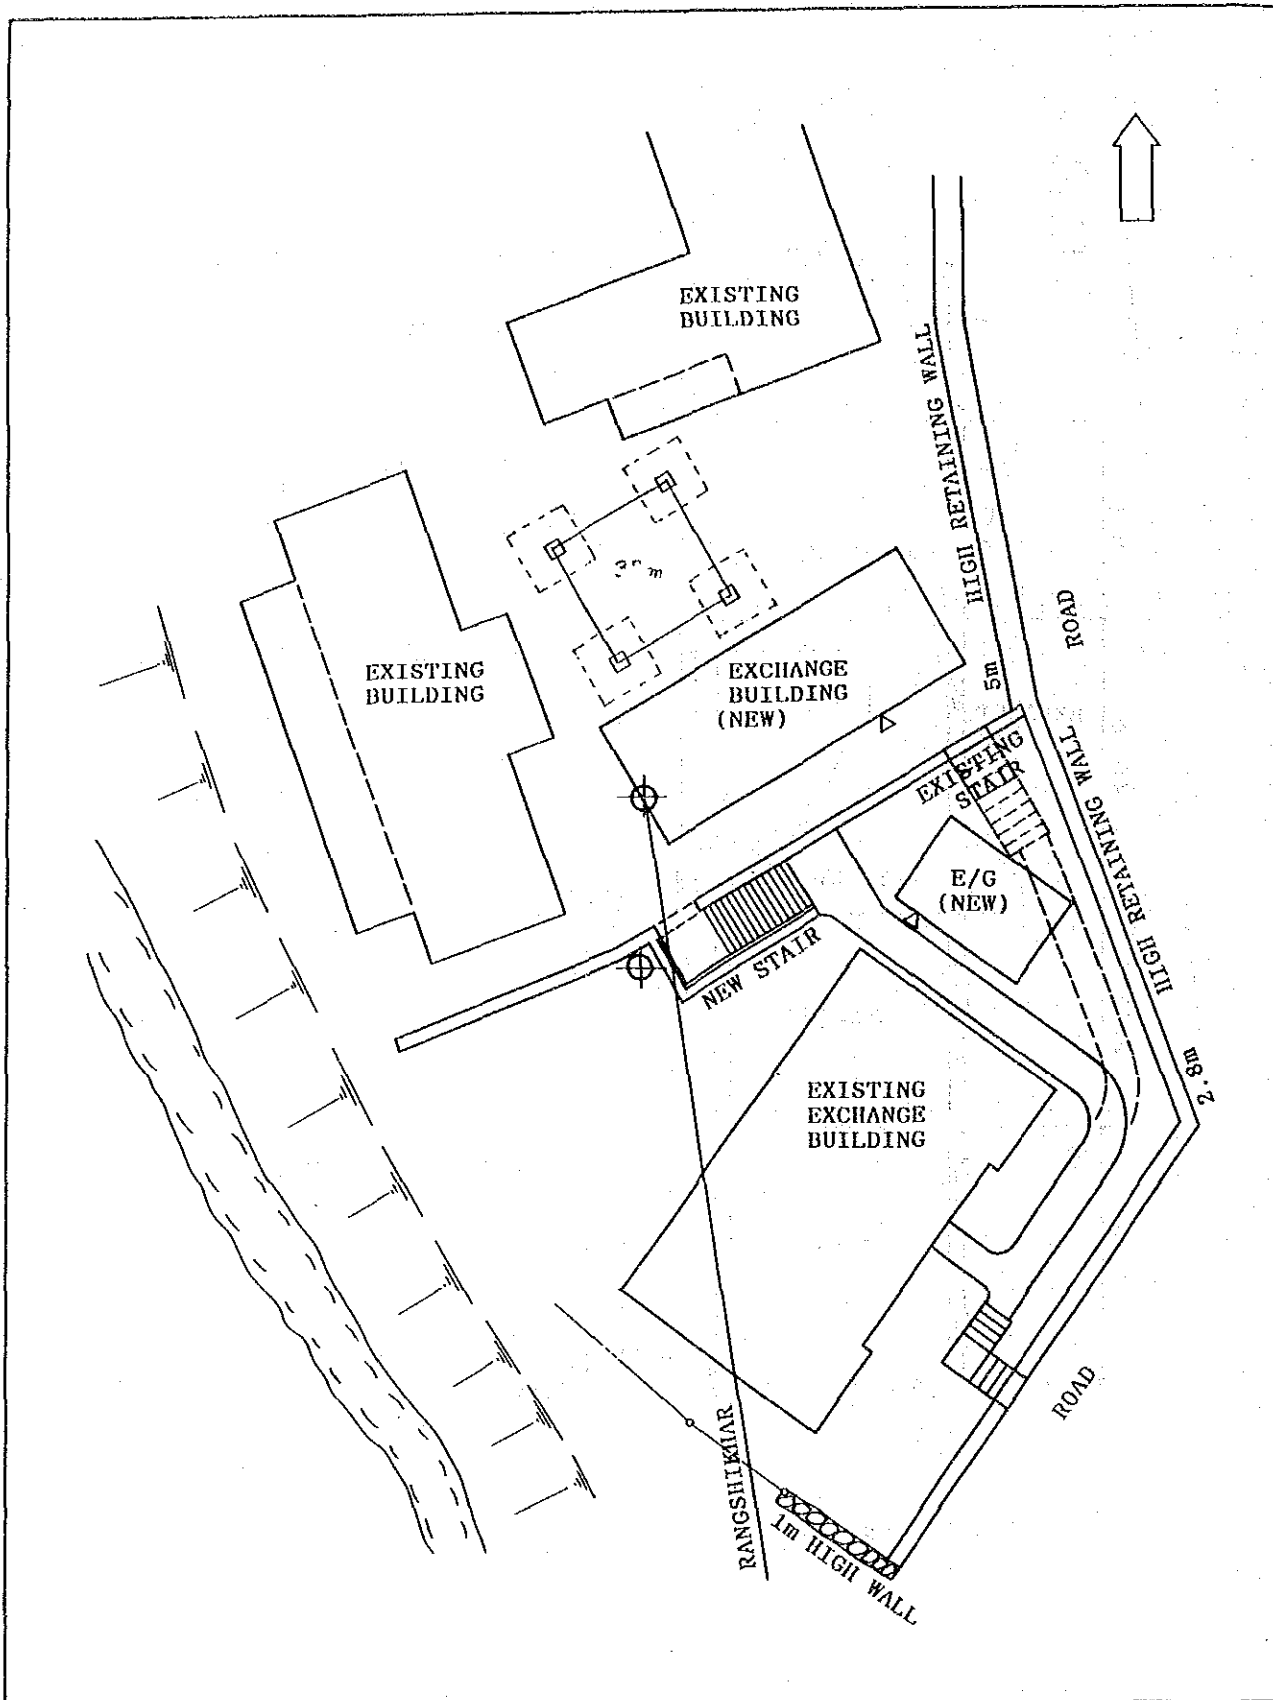 EXISTING
BUILDING
HIGH RETAINING WALL
5m
ROAD
EXISTING
BUILDING
EXCHANGE
BUILDING
(NEW)
EXISTING
STAIR
HIGH RETAINING WALL
2.8m
E/G
(NEW)
NEW STAIR
EXISTING
EXCHANGE
BUILDING
ROAD
RANGSHIKHAR
1m HIGH WALL